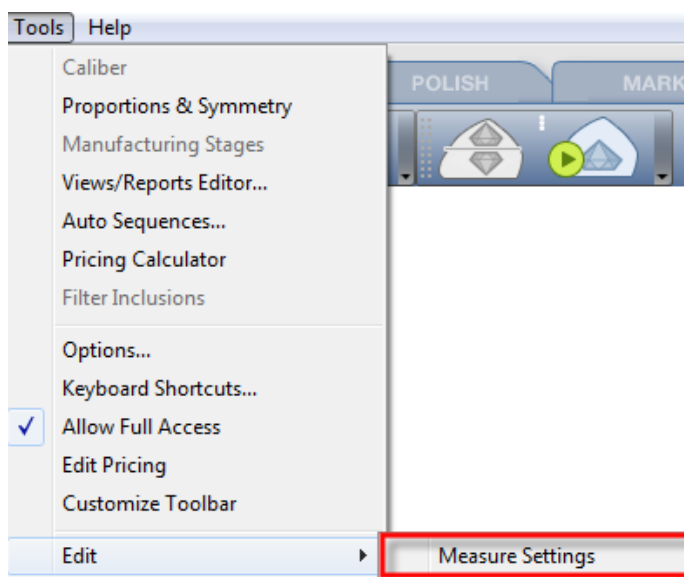 Tools Help
Caliber
POLISH MARK
Proportions & Symmetry
Manufacturing Stages
Views/Reports Editor...
Auto Sequences...
Pricing Calculator
Filter Inclusions
Options...
Keyboard Shortcuts...
Allow Full Access
Edit Pricing
Customize Toolbar
Edit
Measure Settings